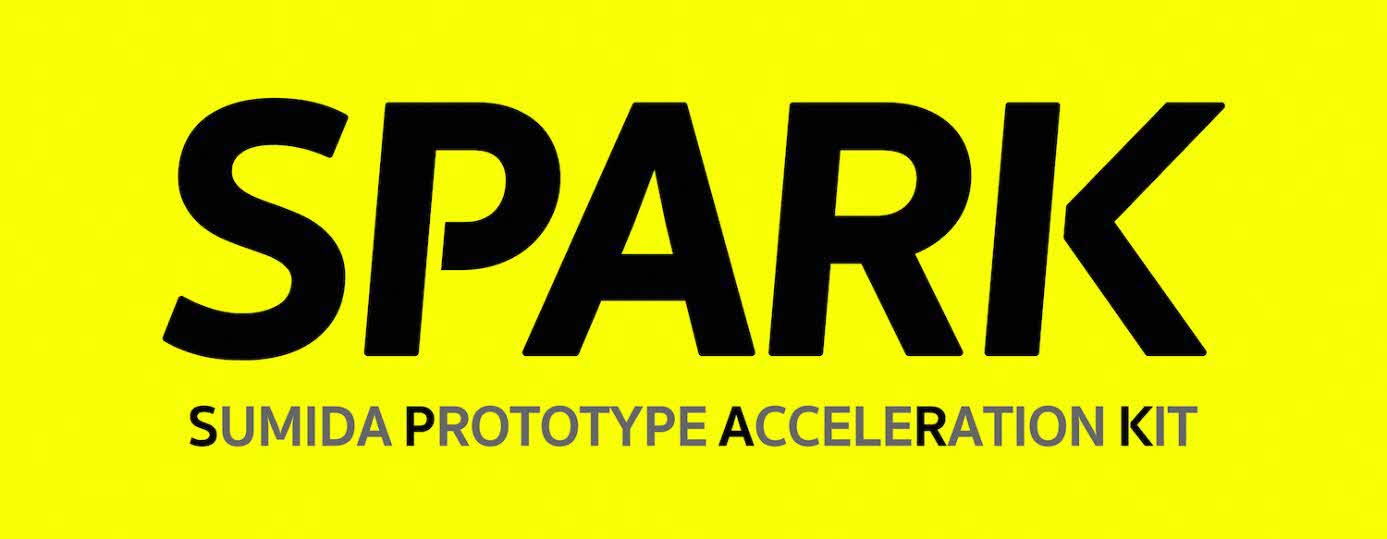 SPARK
SUMIDA PROTOTYPE ACCELERATION KIT